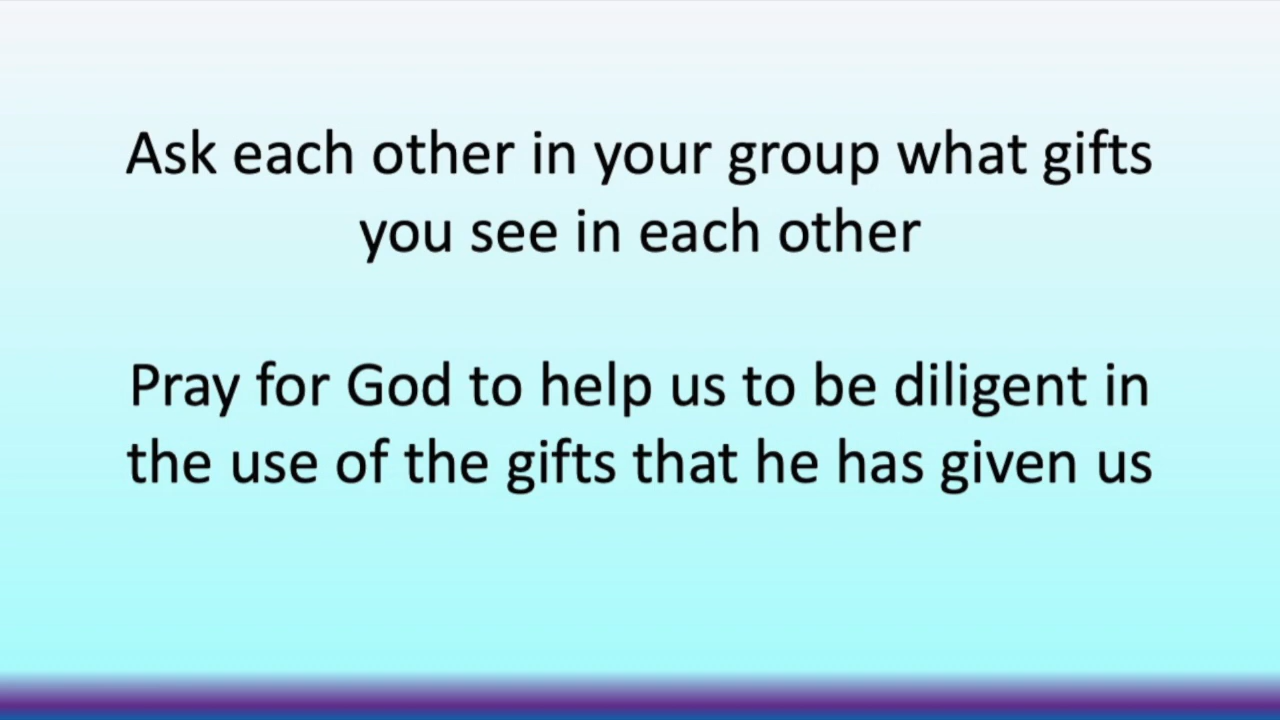 Ask each other in your group what gifts
you see in each other
Pray for God to help us to be diligent in
the use of the gifts that he has given us